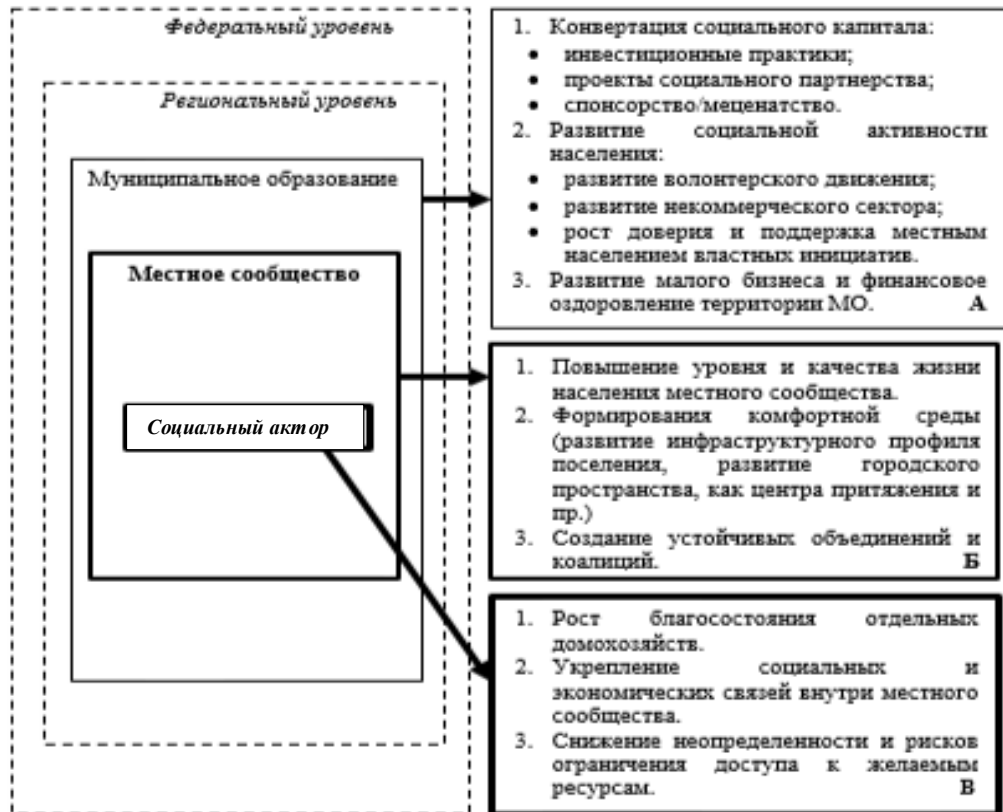 Федеральный уровень
Региональный уровень
Муниципальное образование
Местное сообщество
Социальный актор
1. Конвертация социального капитала:
• инвестиционные практики;
• проекты социального партнерства;
• спонсорство/меценатство.
2. Развитие социальной активности
населения:
• развитие волонтерского движения;
• развитие некоммерческого сектора;
• рост доверия и поддержка местным
населением властных инициатив.
3. Развитие малого бизнеса и финансовое
оздоровление территории МО. А
1. Повышение уровня и качества жизни
населения местного сообщества.
2. Формирования комфортной среды
(развитие инфраструктурного профиля
поселения, развитие городского
пространства, как центра притяжения и
пр.)
3. Создание устойчивых объединений и
коалиций. Б
1. Рост благосостояния отдельных
домохозяйств.
2. Укрепление социальных и
экономических связей внутри местного
сообщества.
3. Снижение неопределенности и рисков
ограничения доступа к желаемым
ресурсам. В